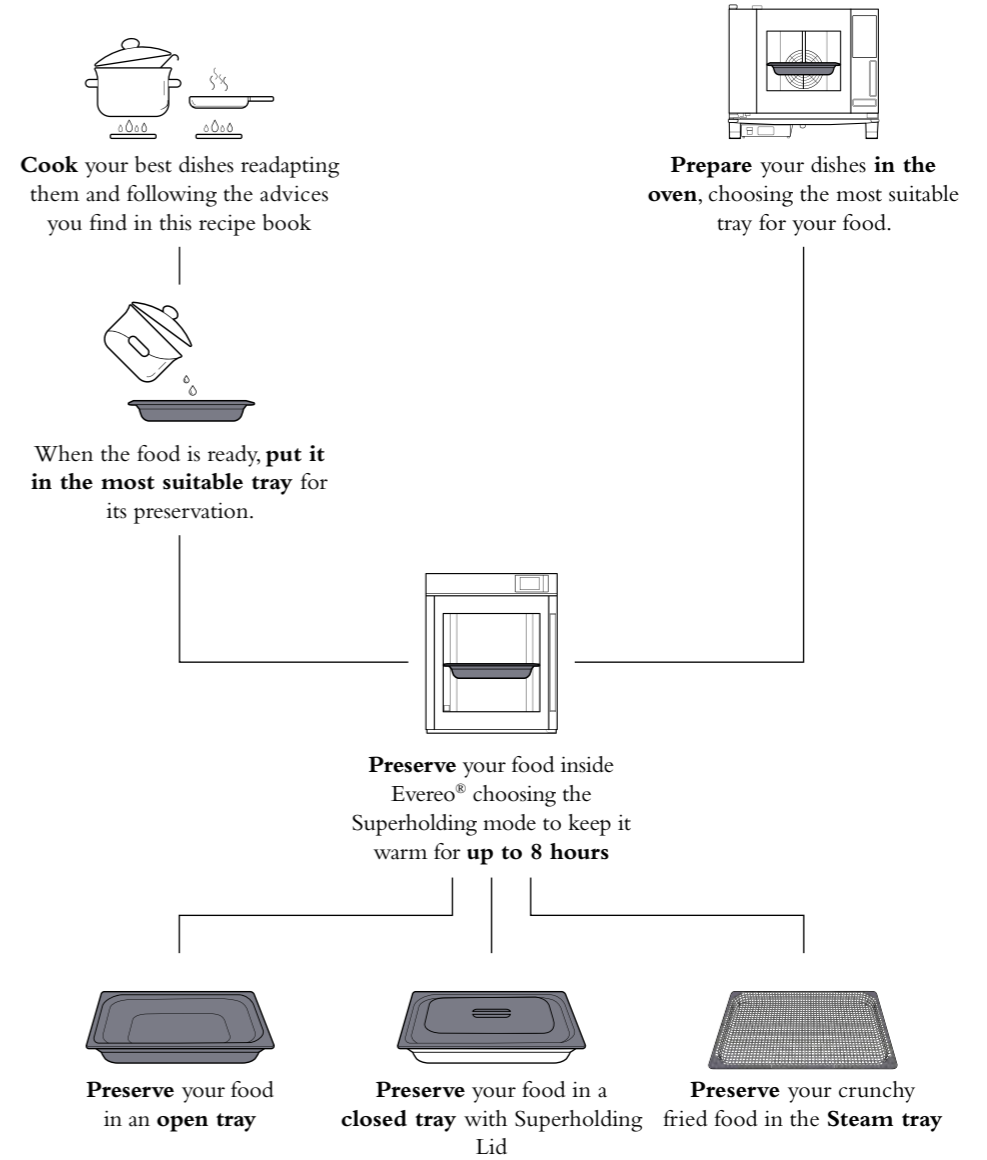 Cook your best dishes readapting
them and following the advices
you find in this recipe book
Prepare your dishes in the
oven, choosing the most suitable
tray for your food.
When the food is ready, put it
in the most suitable tray for
its preservation.
Preserve your food inside
Evereo® choosing the
Superholding mode to keep it
warm for up to 8 hours
Preserve your food
in an open tray
Preserve your food in a
closed tray with Superholding
Lid
Preserve your crunchy
fried food in the Steam tray